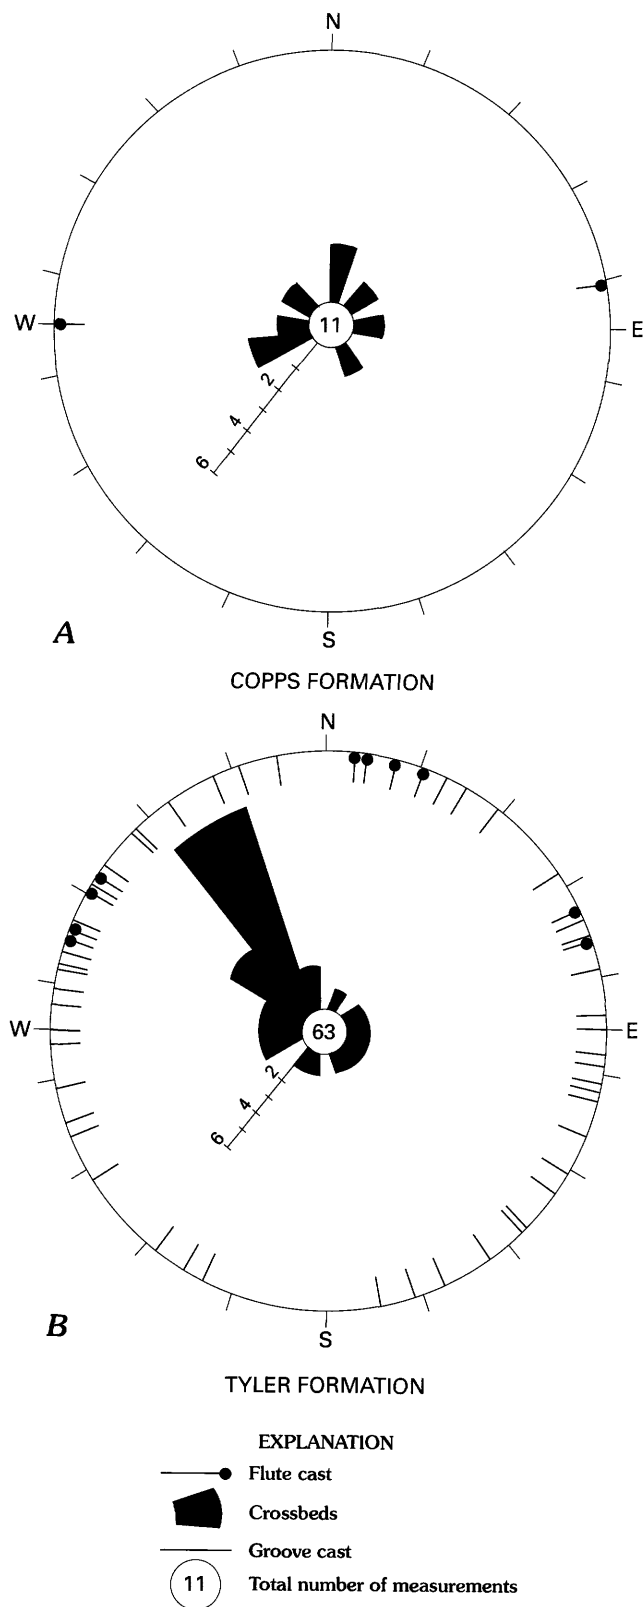 N
W
11
E
2
4
6
S
A
COPPS FORMATION
N
W
63
E
2
4
6
S
B
TYLER FORMATION
EXPLANATION
Flute cast
Crossbeds
Groove cast
11 Total number of measurements